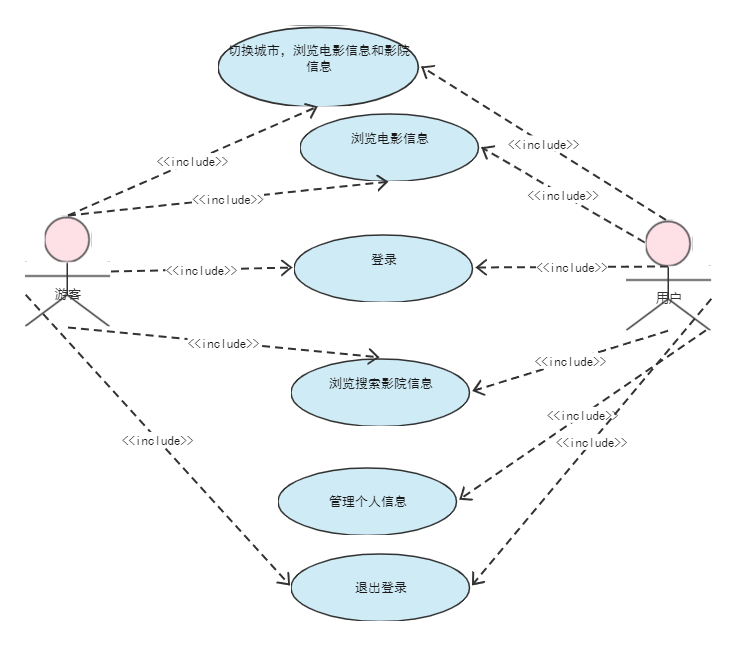 切换城市，浏览电影信息和影院
信息
浏览电影信息
<<include>>
<<include>>
<<include>>
<<include>>
登录
<<include>>
<<include>>
游客
用户
<<include>>
<<include>>
浏览搜索影院信息
<<include>>
<<include>>
<<include>>
管理个人信息
退出登录